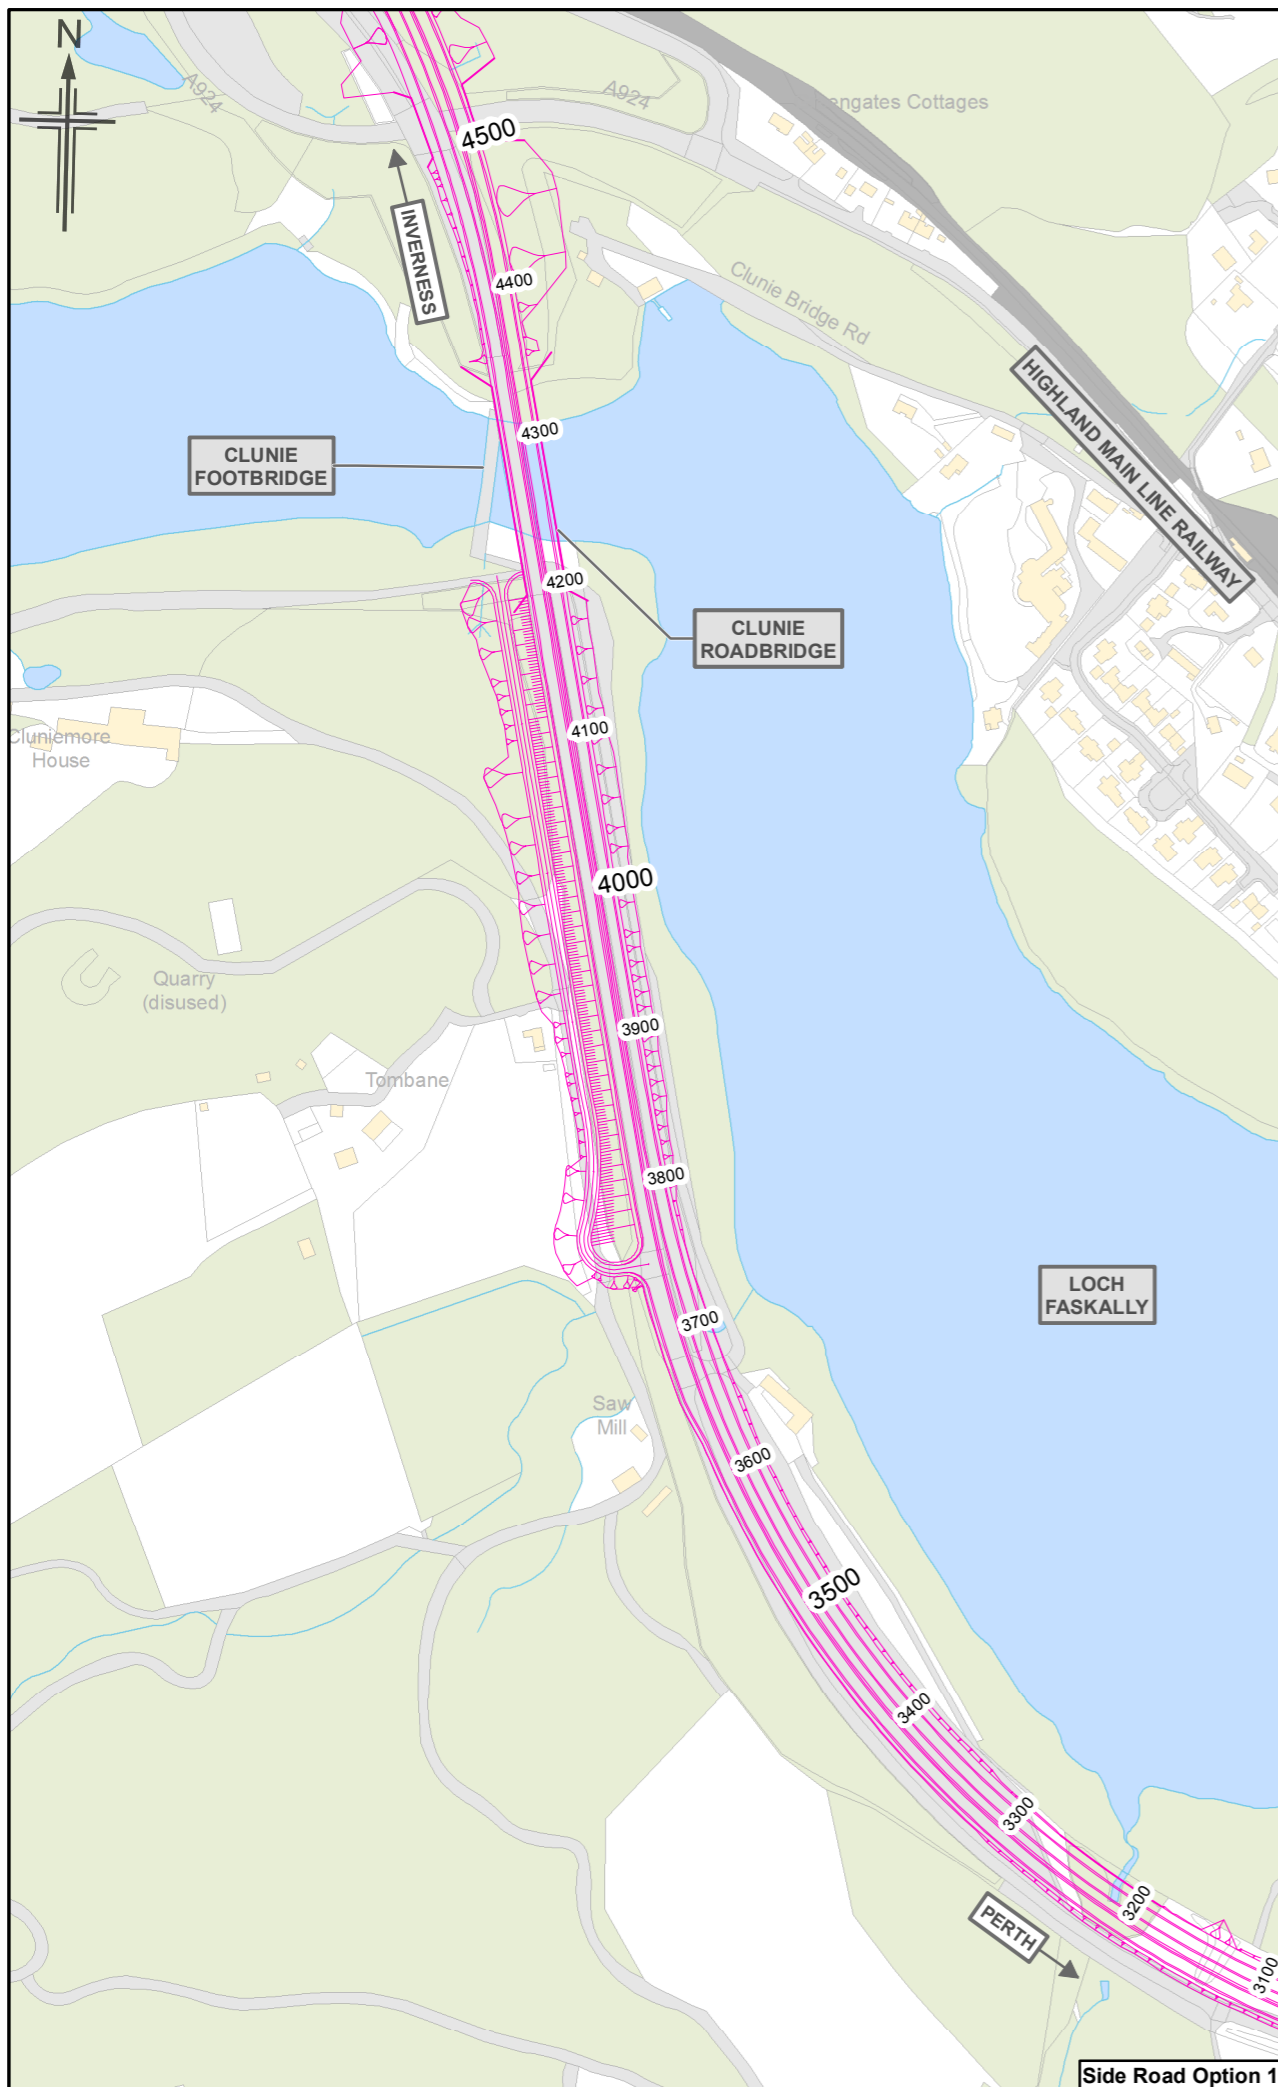 N
A924
A924
engates Cottages
4500
INVERNESS
4400
Clunie Bridge Rd
HIGHLAND MAIN LINE RAILWAY
4300
CLUNIE
FOOTBRIDGE
4200
CLUNIE
ROADBRIDGE
4100
Cluniemore
House
4000
Quarry
(disused)
3900
Tombane
3800
LOCH
FASKALLY
3700
Saw
Mill
3600
3500
3400
3300
3200
PERTH
3100
Side Road Option 1